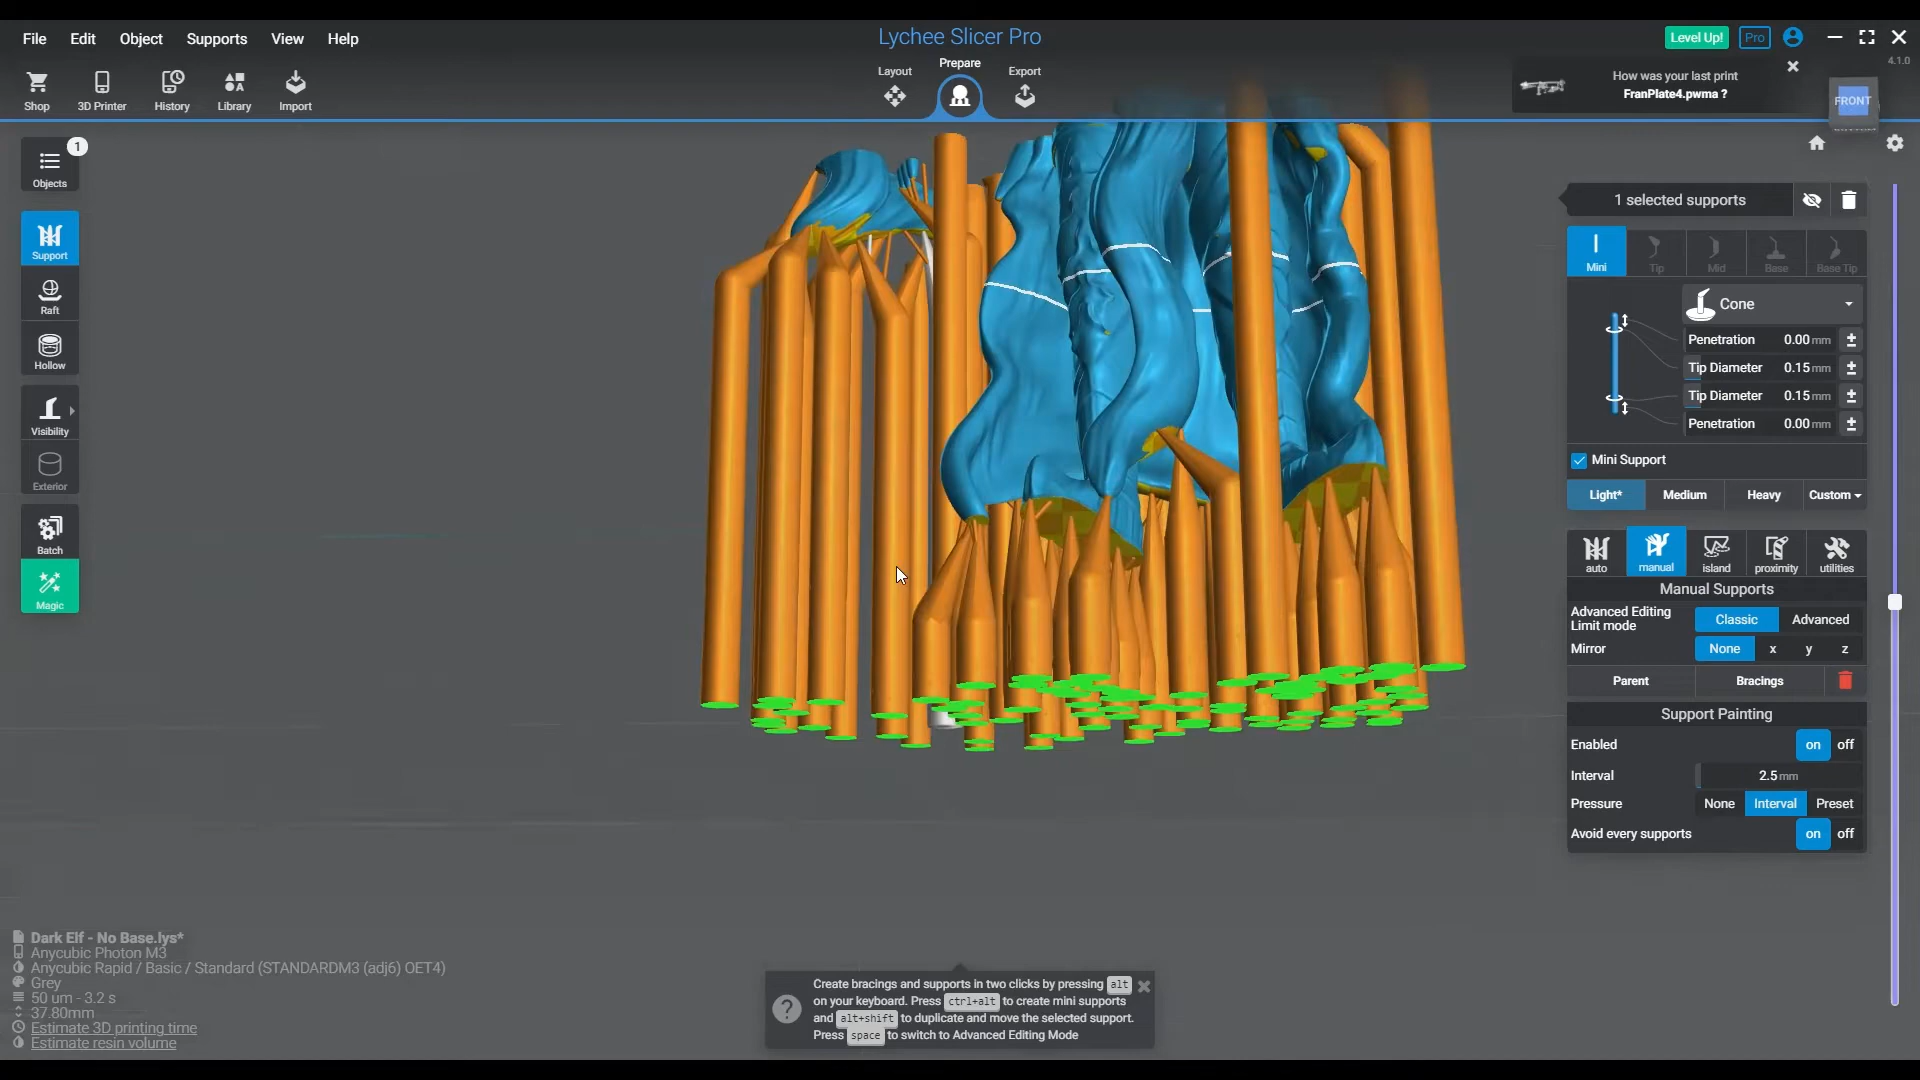 File Edit Object Supports View Help
Lychee Slicer Pro
Level Up! Pro
4.1.0
Shop 3D Printer History Library Import
Layout Prepare Export
How was your last print
FranPlate4.pwma ?
FRONT
1
Objects
Support
Raft
Hollow
Visibility
Exterior
Batch
Magic
1 selected supports
Mini Tip Mid Base Base Tip
Cone
Penetration 0.00 mm
Tip Diameter 0.15 mm
Tip Diameter 0.15 mm
Penetration 0.00 mm
Mini Support
Light* Medium Heavy Custom
auto manual island proximity utilities
Manual Supports
Advanced Editing
Limit mode
Classic Advanced
Mirror None x y z
Parent Bracings
Support Painting
Enabled on off
Interval 2.5 mm
Pressure None Interval Preset
Avoid every supports on off
Dark Elf - No Base.lys*
Anycubic Photon M3
Anycubic Rapid / Basic / Standard (STANDARDM3 (adj6) OET4)
Grey
50 um - 3.2 s
37.80mm
Estimate 3D printing time
Estimate resin volume
Create bracings and supports in two clicks by pressing alt
on your keyboard. Press ctrl+alt to create mini supports
and alt+shift to duplicate and move the selected support.
Press space to switch to Advanced Editing Mode